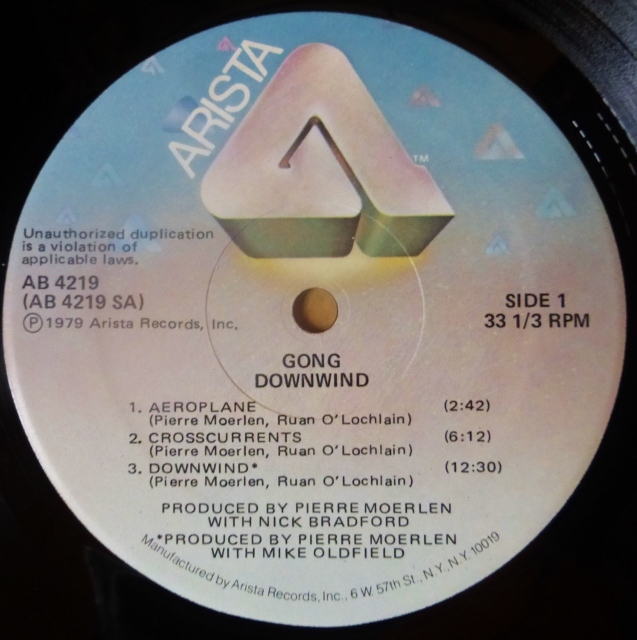 ARISTA
TM
Unauthorized duplication
is a violation of
applicable laws.
AB 4219
(AB 4219 SA)
Ⓟ1979 Arista Records, Inc.
SIDE 1
33 1/3 RPM
GONG
DOWNWIND
1. AEROPLANE (2:42)
(Pierre Moerlen, Ruan O'Lochlain)
2. CROSSCURRENTS (6:12)
(Pierre Moerlen, Ruan O'Lochlain)
3. DOWNWIND* (12:30)
(Pierre Moerlen, Ruan O'Lochlain)
PRODUCED BY PIERRE MOERLEN
WITH NICK BRADFORD
*PRODUCED BY PIERRE MOERLEN
WITH MIKE OLDFIELD
Manufactured by Arista Records, Inc., 6 W. 57th St., N.Y., N.Y. 10019